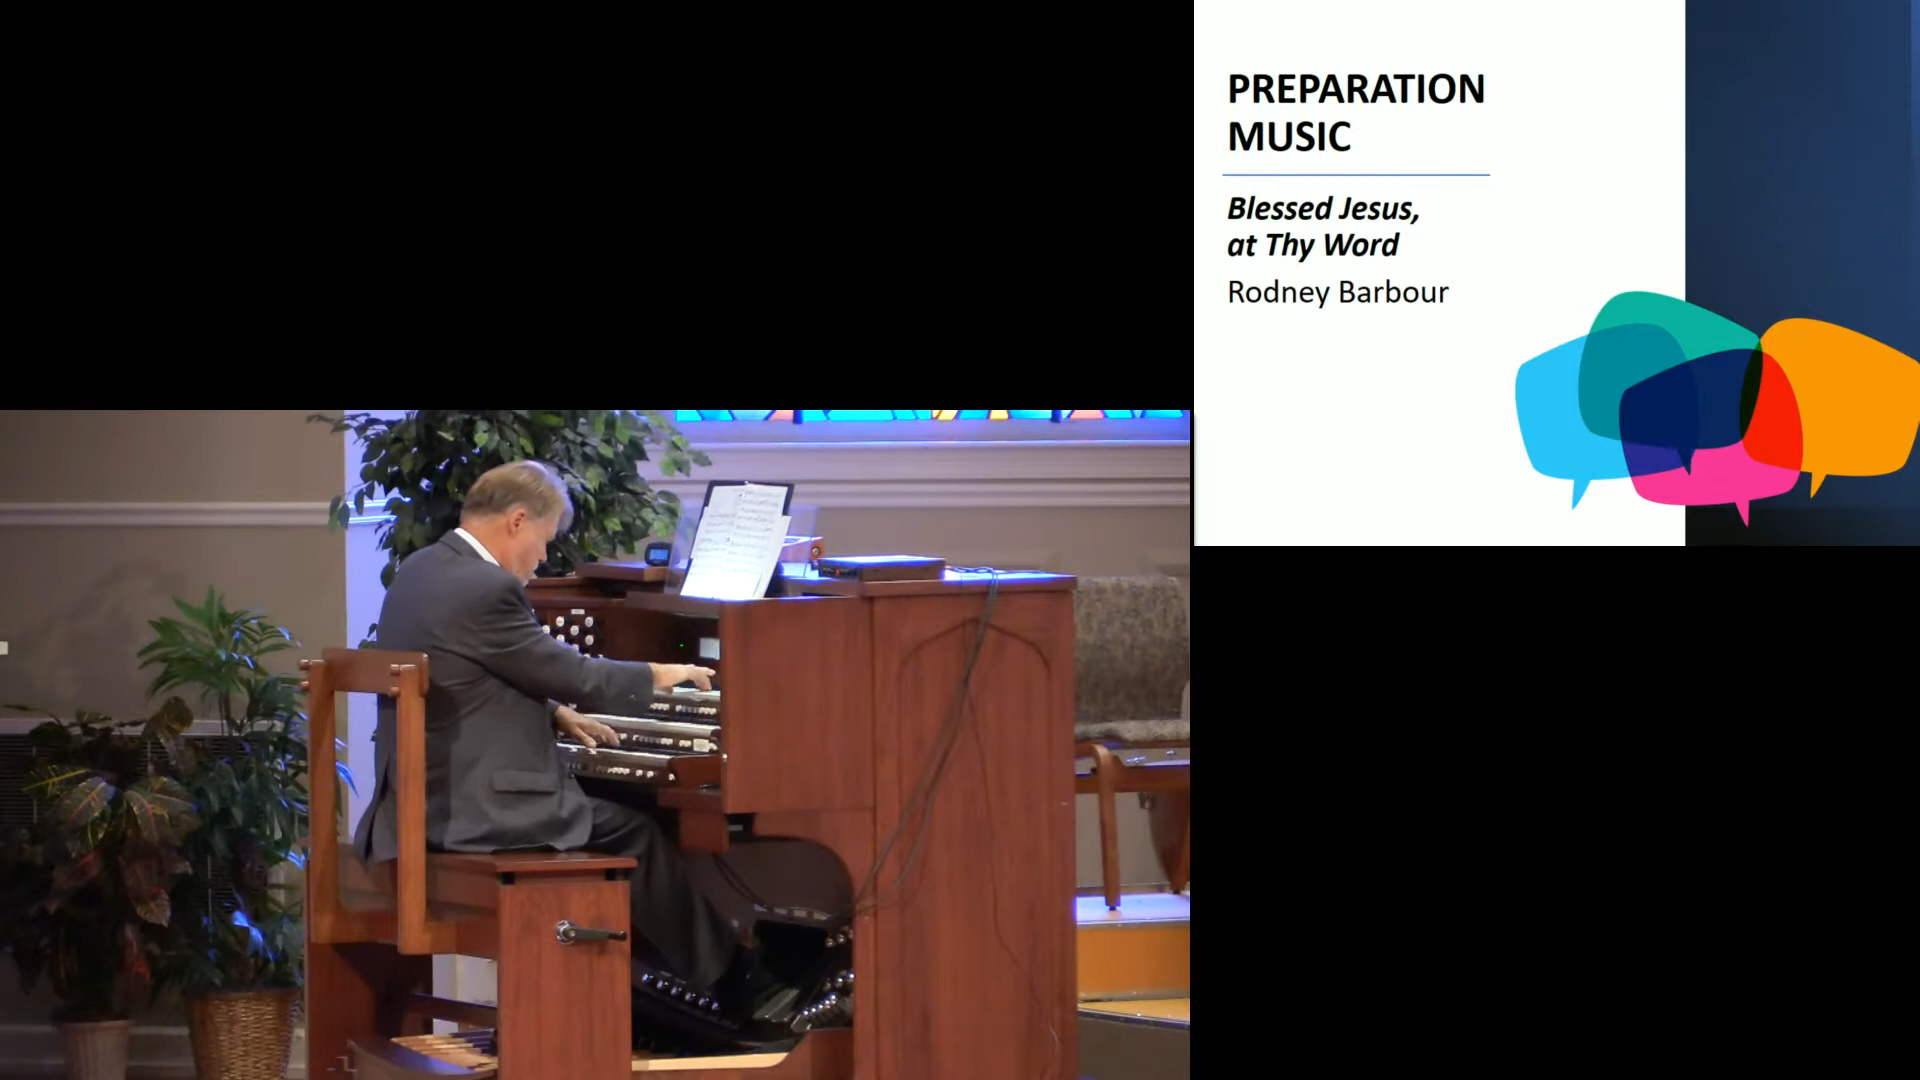 PREPARATION
MUSIC
Blessed Jesus,
at Thy Word
Rodney Barbour